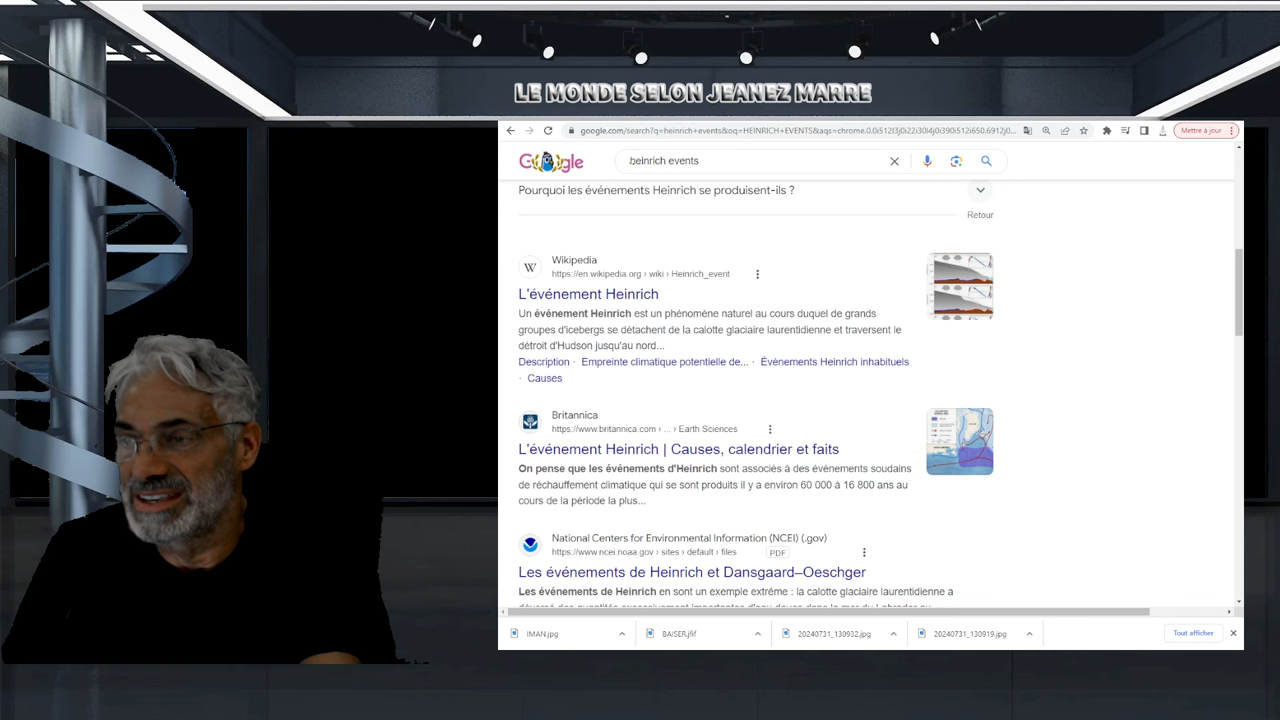 LE MONDE SELON JEANEZ MARRE
google.com/search?q=heinrich+events&oq=HEINRICH+EVENTS&aqs=chrome.0.0i512l3j0i22i30l4j0i390i512i650.6912j0...
Mettre à jour
Google
heinrich events
Pourquoi les événements Heinrich se produisent-ils ?
Retour
W
Wikipedia
https://en.wikipedia.org › wiki › Heinrich_event
L'événement Heinrich
Un événement Heinrich est un phénomène naturel au cours duquel de grands
groupes d'icebergs se détachent de la calotte glaciaire laurentidienne et traversent le
détroit d'Hudson jusqu'au nord...
Description · Empreinte climatique potentielle de... · Évènements Heinrich inhabituels
· Causes
Britannica
https://www.britannica.com › ... › Earth Sciences
L'événement Heinrich | Causes, calendrier et faits
On pense que les événements d'Heinrich sont associés à des événements soudains
de réchauffement climatique qui se sont produits il y a environ 60 000 à 16 800 ans au
cours de la période la plus...
National Centers for Environmental Information (NCEI) (.gov)
https://www.ncei.noaa.gov › sites › default › files PDF
Les événements de Heinrich et Dansgaard–Oeschger
Les événements de Heinrich en sont un exemple extrême : la calotte glaciaire laurentidienne a
IMAN.jpg
BAISER.jfif
20240731_130932.jpg
20240731_130919.jpg
Tout afficher